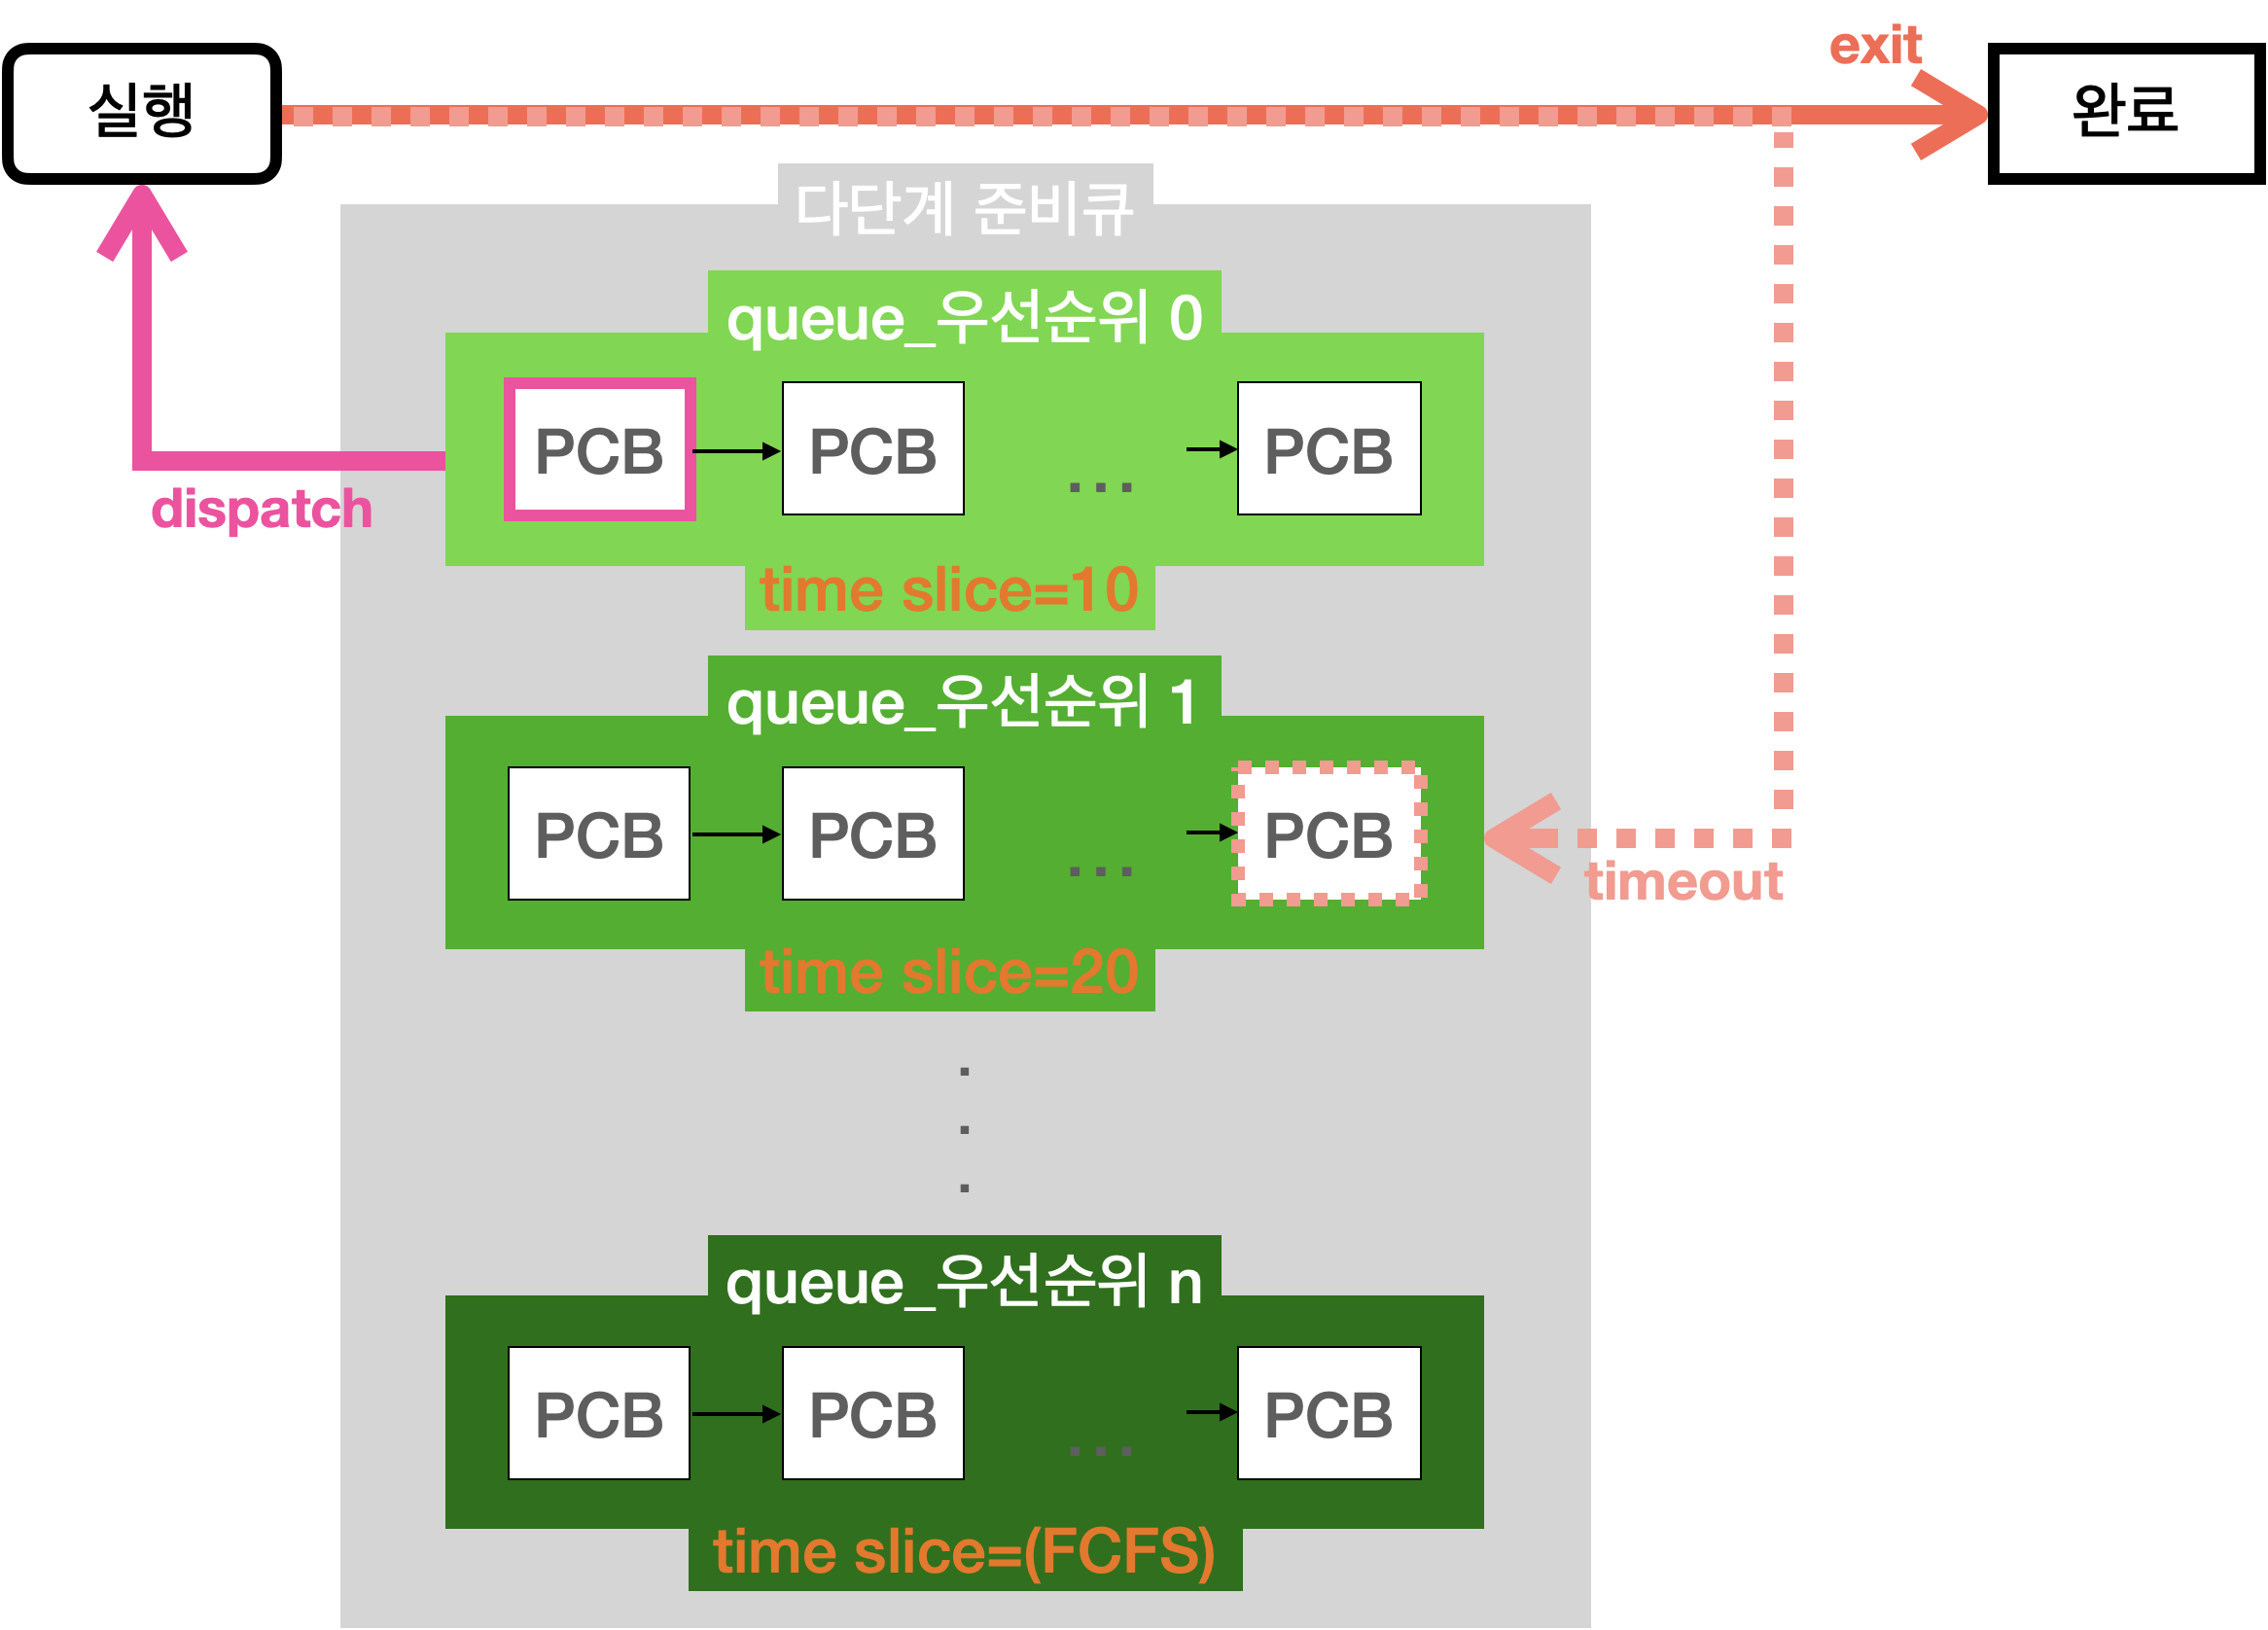 exit
실행
완료
다단게 준비큐
queue_우선순위 0
PCB PCB ... PCB
dispatch
time slice=10
queue_우선순위 1
PCB PCB ... PCB
timeout
time slice=20
.
.
.
queue_우선순위 n
PCB PCB ... PCB
time slice=(FCFS)